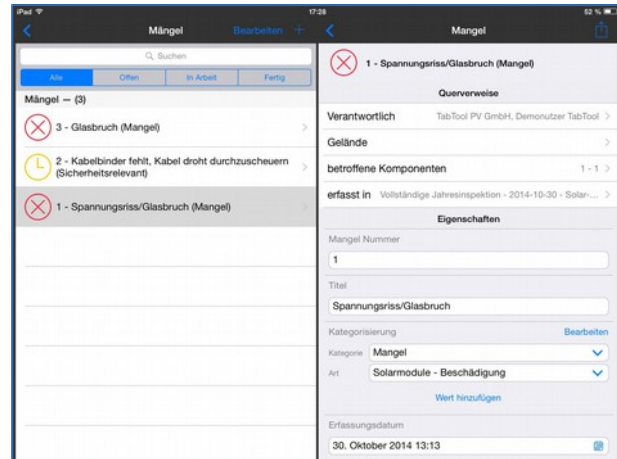 iPad
17:28
52 %
Mängel
Bearbeiten +
Suchen
Alle
Offen
In Arbeit
Fertig
Mängel — (3)
3 - Glasbruch (Mangel)
2 - Kabelbinder fehlt, Kabel droht durchzuscheuern
(Sicherheitsrelevant)
1 - Spannungsriss/Glasbruch (Mangel)
Mangel
1 - Spannungsriss/Glasbruch (Mangel)
Querverweise
Verantwortlich TabTool PV GmbH, Demonutzer TabTool
Gelände
betroffene Komponenten 1 - 1
erfasst in Vollständige Jahresinspektion - 2014-10-30 - Solar-...
Eigenschaften
Mangel Nummer
1
Titel
Spannungsriss/Glasbruch
Kategorisierung Bearbeiten
Kategorie Mangel
Art Solarmodule - Beschädigung
Wert hinzufügen
Erfassungsdatum
30. Oktober 2014 13:13